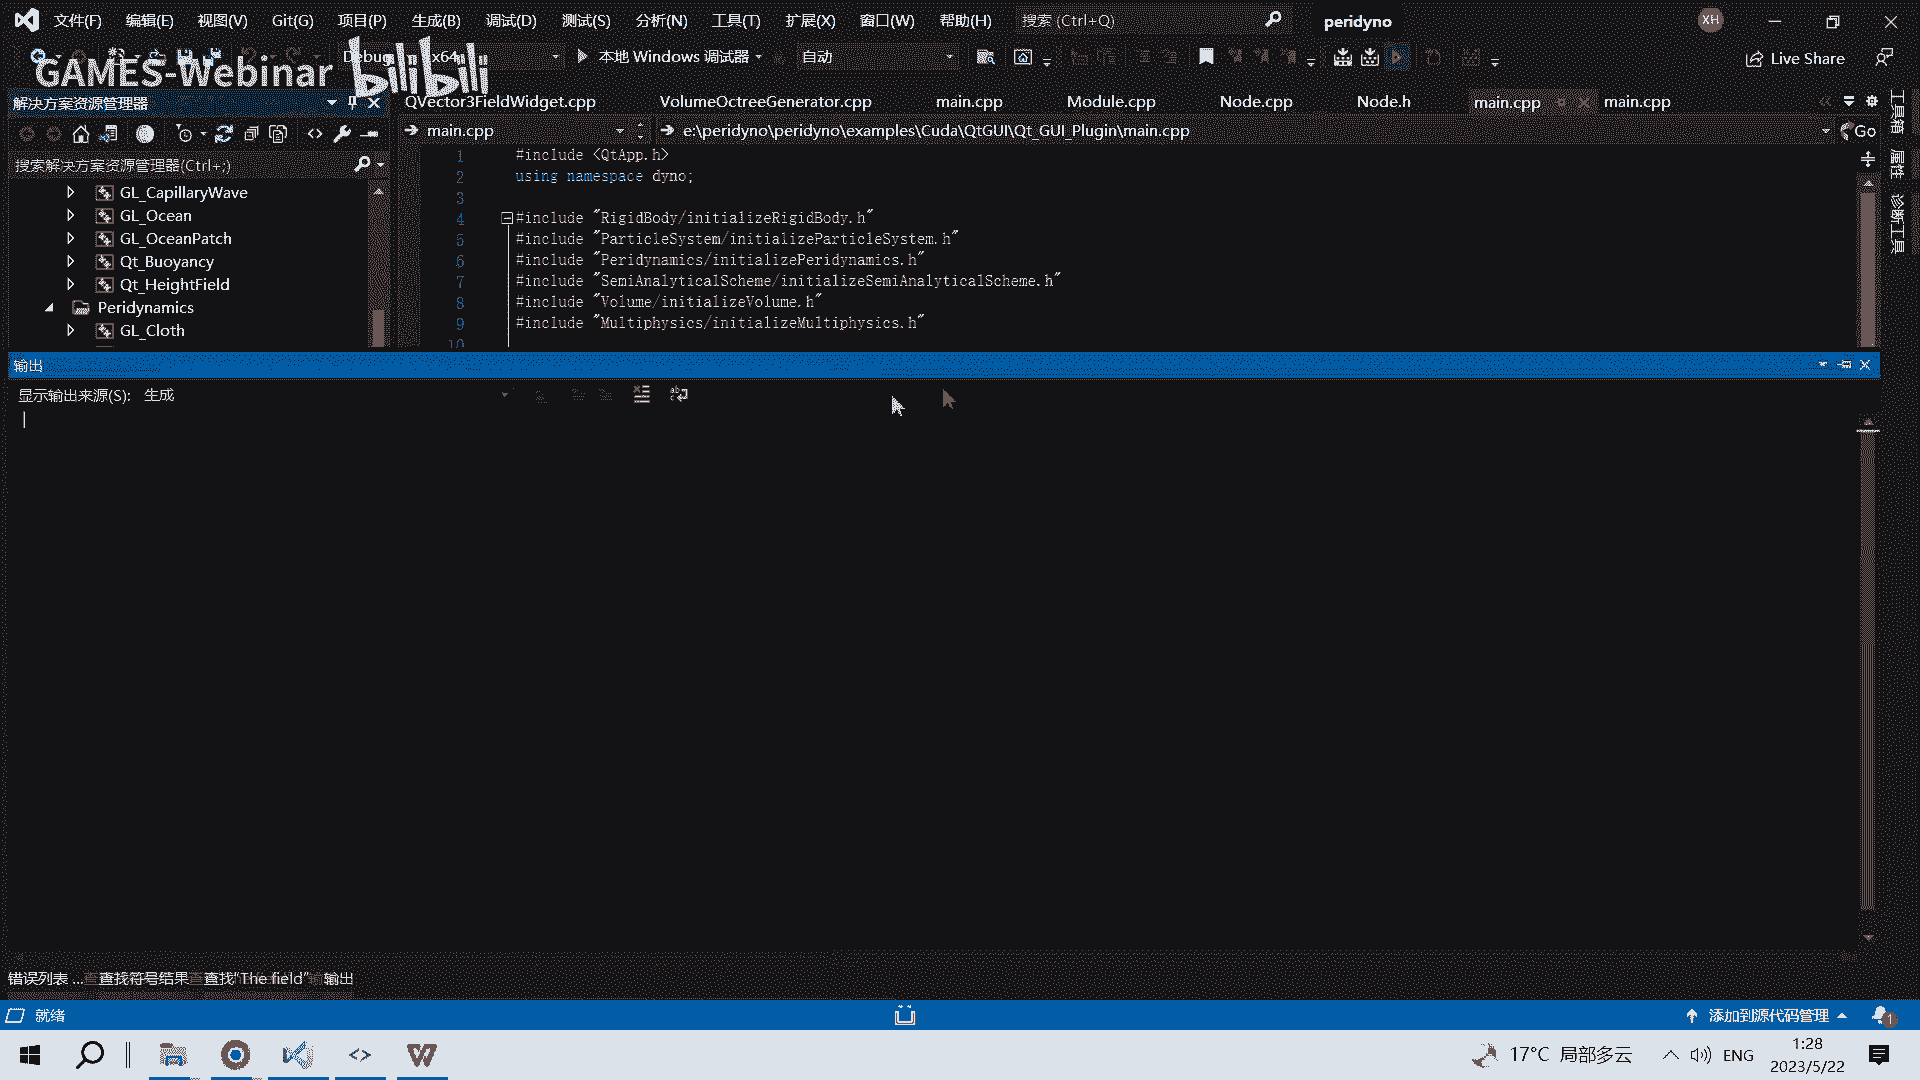 文件(F) 编辑(E) 视图(V) Git(G) 项目(P) 生成(B) 调试(D) 测试(S) 分析(N) 工具(T) 扩展(X) 窗口(W) 帮助(H) 搜索 (Ctrl+Q) peridyno XH
Debug x64 本地 Windows 调试器 自动 Live Share
GAMES-Webinar bilibili
解决方案资源管理器 QVector3FieldWidget.cpp VolumeOctreeGenerator.cpp main.cpp Module.cpp Node.cpp Node.h main.cpp main.cpp
main.cpp e:\peridyno\peridyno\examples\Cuda\QtGUI\Qt_GUI_Plugin\main.cpp Go
搜索解决方案资源管理器(Ctrl+;)
GL_CapillaryWave
GL_Ocean
GL_OceanPatch
Qt_Buoyancy
Qt_HeightField
Peridynamics
GL_Cloth
1 #include <QtApp.h>
2 using namespace dyno;
3
4 #include "RigidBody/initializeRigidBody.h"
5 #include "ParticleSystem/initializeParticleSystem.h"
6 #include "Peridynamics/initializePeridynamics.h"
7 #include "SemiAnalyticalScheme/initializeSemiAnalyticalScheme.h"
8 #include "Volume/initializeVolume.h"
9 #include "Multiphysics/initializeMultiphysics.h"
10
工具箱
属性
诊断工具
输出
显示输出来源(S): 生成
错误列表 ... 查找符号结果 查找"The field" 输出
就绪 添加到源代码管理 1
17°C 局部多云 ENG 1:28
2023/5/22